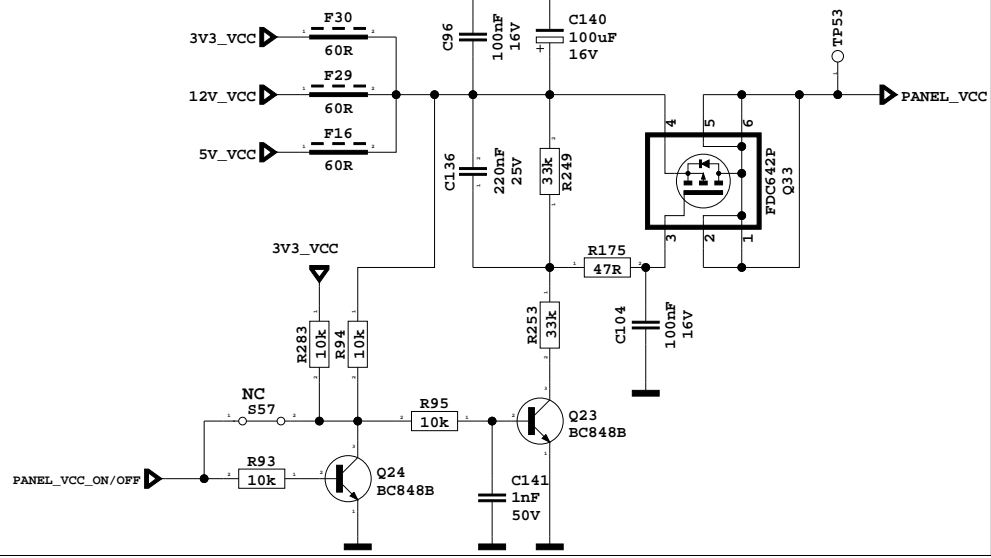 F30
3V3_VCC
60R
F29
12V_VCC
60R
F16
5V_VCC
60R
C96
100nF
16V
C140
100uF
16V
+
TP53
PANEL_VCC
C136
220nF
25V
33k
R249
4
5
6
3
2
1
FDC642P
Q33
3V3_VCC
R175
47R
R283
10k
R94
10k
R253
33k
C104
100nF
16V
NC
S57
R95
10k
Q23
BC848B
PANEL_VCC_ON/OFF
R93
10k
Q24
BC848B
C141
1nF
50V